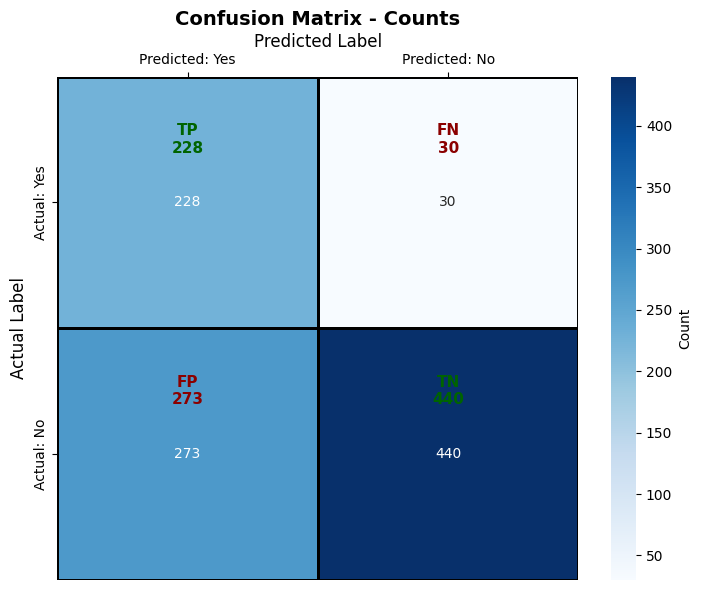 Confusion Matrix - Counts
Predicted Label
Predicted: Yes
Predicted: No
Actual Label
Actual: Yes
Actual: No
TP
228
228
FN
30
30
FP
273
273
TN
440
440
400
350
300
250
200
150
100
50
Count